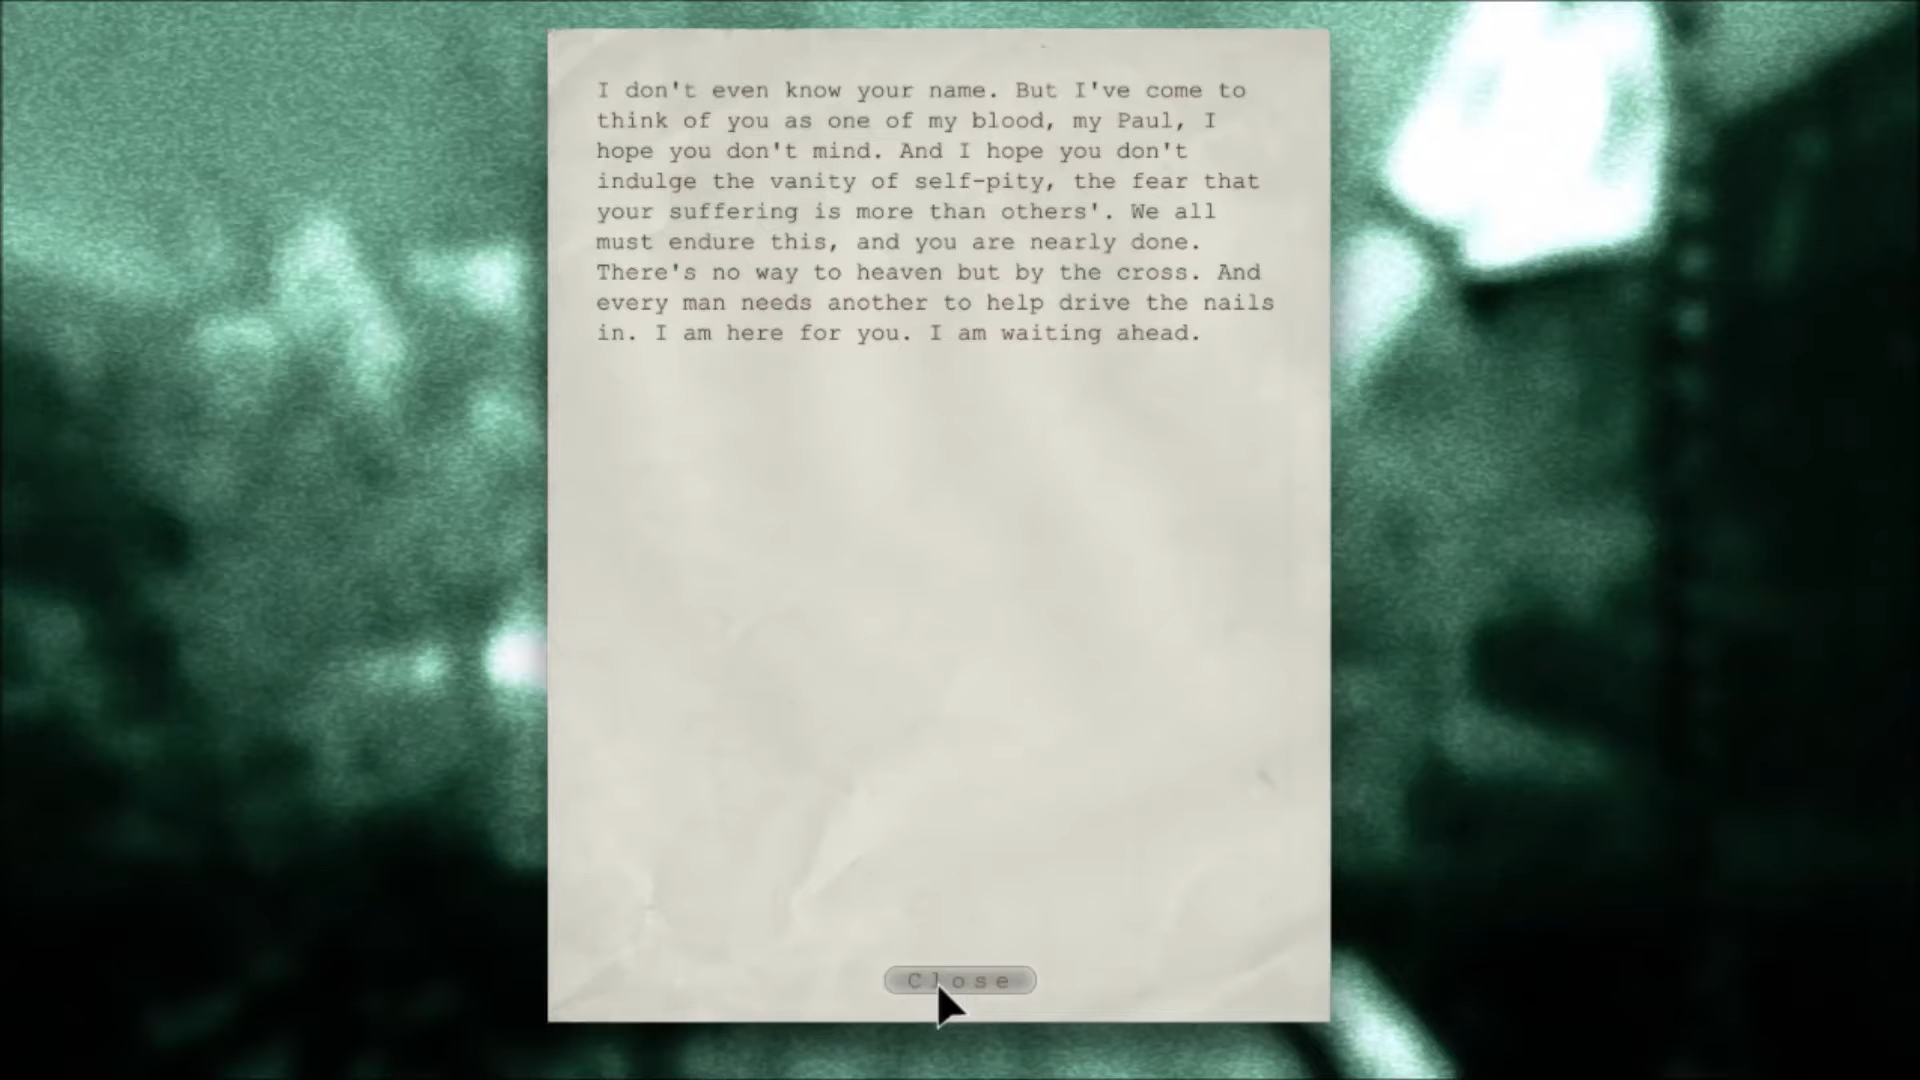 I don't even know your name. But I've come to
think of you as one of my blood, my Paul, I
hope you don't mind. And I hope you don't
indulge the vanity of self-pity, the fear that
your suffering is more than others'. We all
must endure this, and you are nearly done.
There's no way to heaven but by the cross. And
every man needs another to help drive the nails
in. I am here for you. I am waiting ahead.
Close